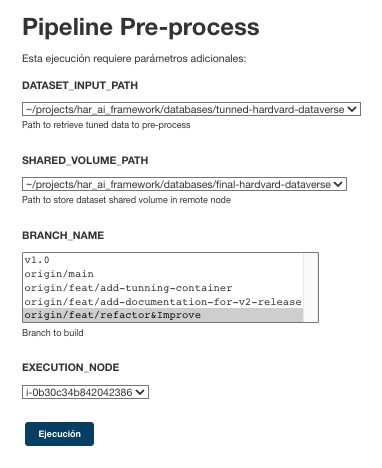 Pipeline Pre-process
Esta ejecución requiere parámetros adicionales:
DATASET_INPUT_PATH
~/projects/har_ai_framework/databases/tunned-hardvard-dataverse
Path to retrieve tuned data to pre-process
SHARED_VOLUME_PATH
~/projects/har_ai_framework/databases/final-hardvard-dataverse
Path to store dataset shared volume in remote node
BRANCH_NAME
v1.0
origin/main
origin/feat/add-tunning-container
origin/feat/add-documentation-for-v2-release
origin/feat/refactor&Improve
Branch to build
EXECUTION_NODE
i-0b30c34b842042386
Ejecución